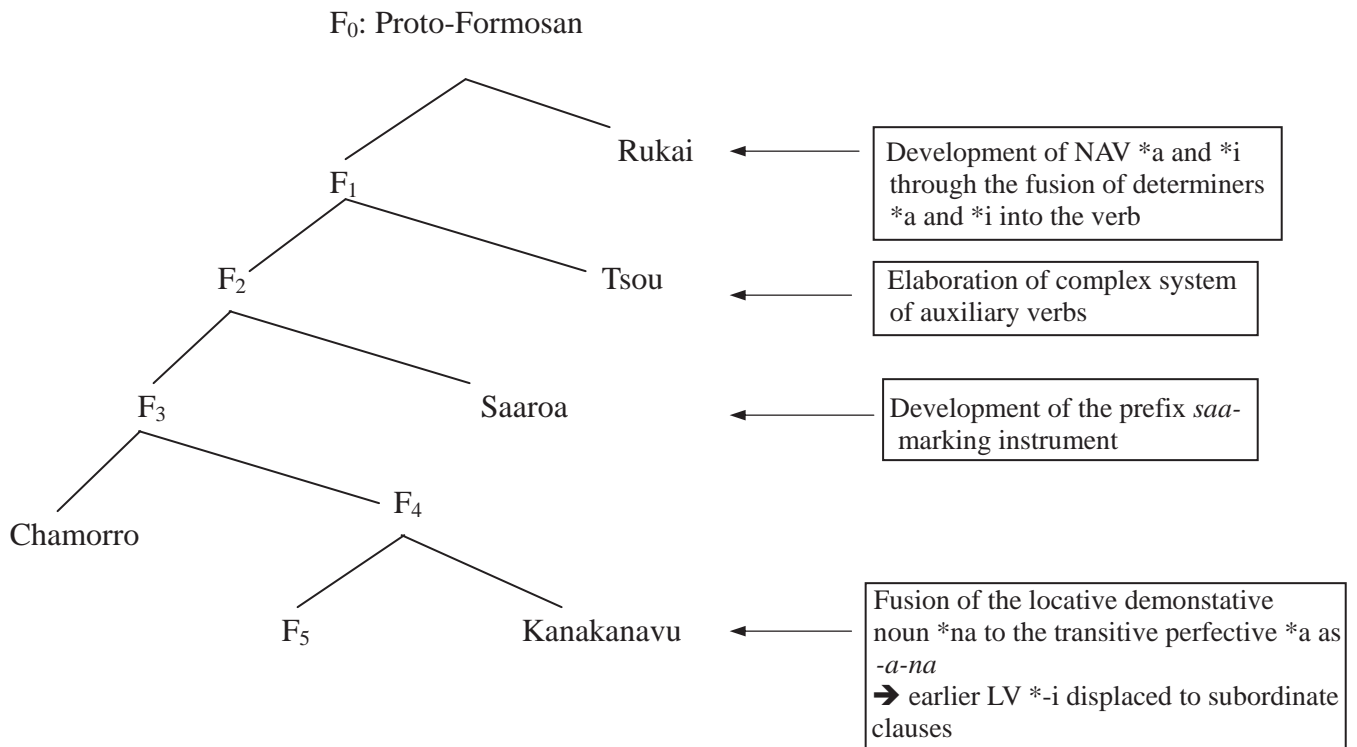 F₀: Proto-Formosan
Rukai
Development of NAV *a and *i
through the fusion of determiners
*a and *i into the verb
F₁
F₂
Tsou
Elaboration of complex system
of auxiliary verbs
F₃
Saaroa
Development of the prefix saa-
marking instrument
Chamorro
F₄
F₅
Kanakanavu
Fusion of the locative demonstative
noun *na to the transitive perfective *a as
-a-na
➔ earlier LV *-i displaced to subordinate
clauses